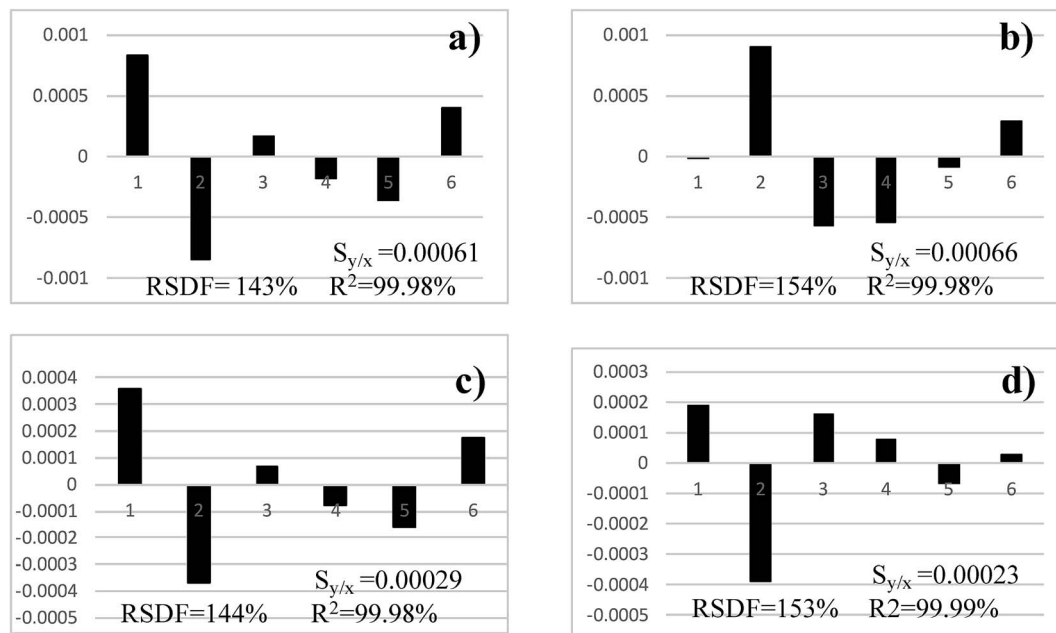 a)
0.001
0.0005
0
-0.0005
-0.001
1 2 3 4 5 6
S_y/x =0.00061
RSDF= 143% R²=99.98%
b)
0.001
0.0005
0
-0.0005
-0.001
1 2 3 4 5 6
S_y/x =0.00066
RSDF=154% R²=99.98%
c)
0.0004
0.0003
0.0002
0.0001
0
-0.0001
-0.0002
-0.0003
-0.0004
-0.0005
1 2 3 4 5 6
S_y/x =0.00029
RSDF=144% R²=99.98%
d)
0.0003
0.0002
0.0001
0
-0.0001
-0.0002
-0.0003
-0.0004
-0.0005
1 2 3 4 5 6
S_y/x =0.00023
RSDF=153% R2=99.99%